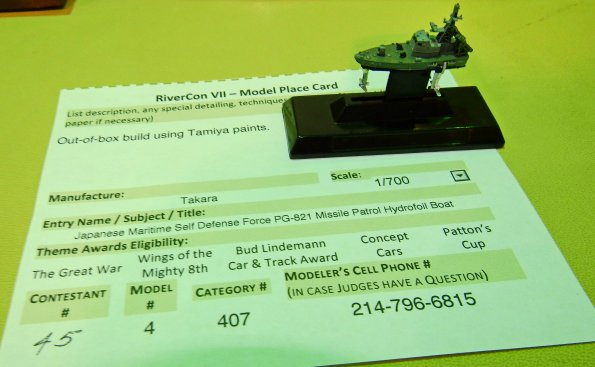 RiverCon VII – Model Place Card
List description, any special detailing, technique
paper if necessary)
Out-of-box build using Tamiya paints.
Manufacture: Takara Scale: 1/700
Entry Name / Subject / Title:
Japanese Maritime Self Defense Force PG-821 Missile Patrol Hydrofoil Boat
Theme Awards Eligibility:
The Great War Wings of the Mighty 8th Bud Lindemann Car & Track Award Concept Cars Patton's Cup
Contestant # Model # Category # Modeler's Cell Phone #
(in case Judges have a Question)
45 4 407 214-796-6815